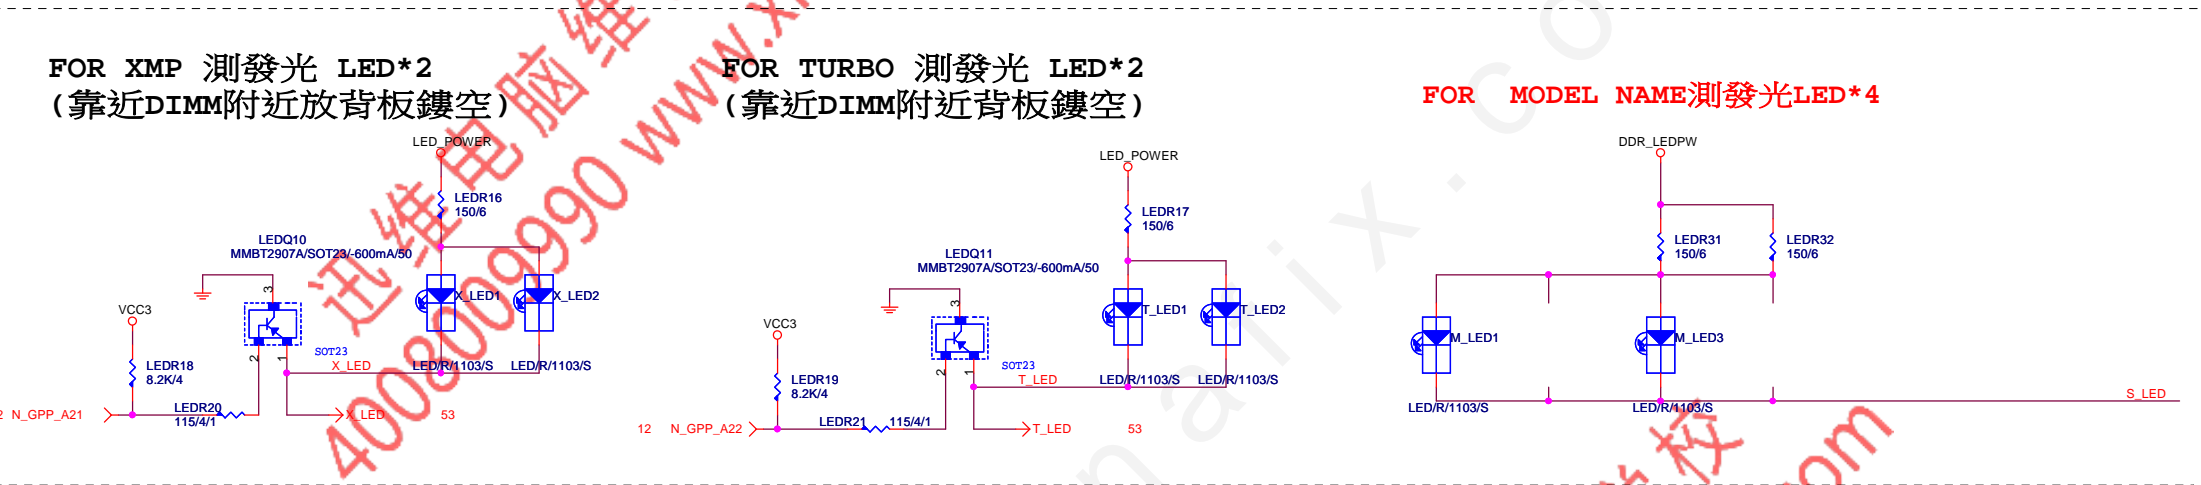 FOR XMP 測發光 LED*2
(靠近DIMM附近放背板鏤空)
LED_POWER
LEDR16
150/6
LEDQ10
MMBT2907A/SOT23/-600mA/50
3
X_LED1
X_LED2
VCC3
2
1
SOT23
X_LED
LED/R/1103/S
LED/R/1103/S
LEDR18
8.2K/4
N_GPP_A21
LEDR20
115/4/1
X_LED
53
FOR TURBO 測發光 LED*2
(靠近DIMM附近背板鏤空)
LED_POWER
LEDR17
150/6
LEDQ11
MMBT2907A/SOT23/-600mA/50
3
T_LED1
T_LED2
VCC3
2
1
SOT23
T_LED
LED/R/1103/S
LED/R/1103/S
LEDR19
8.2K/4
12
N_GPP_A22
LEDR21
115/4/1
T_LED
53
FOR MODEL NAME測發光LED*4
DDR_LEDPW
LEDR31
150/6
LEDR32
150/6
M_LED1
M_LED3
LED/R/1103/S
LED/R/1103/S
S_LED
迅维电脑维
4008009990 www.x